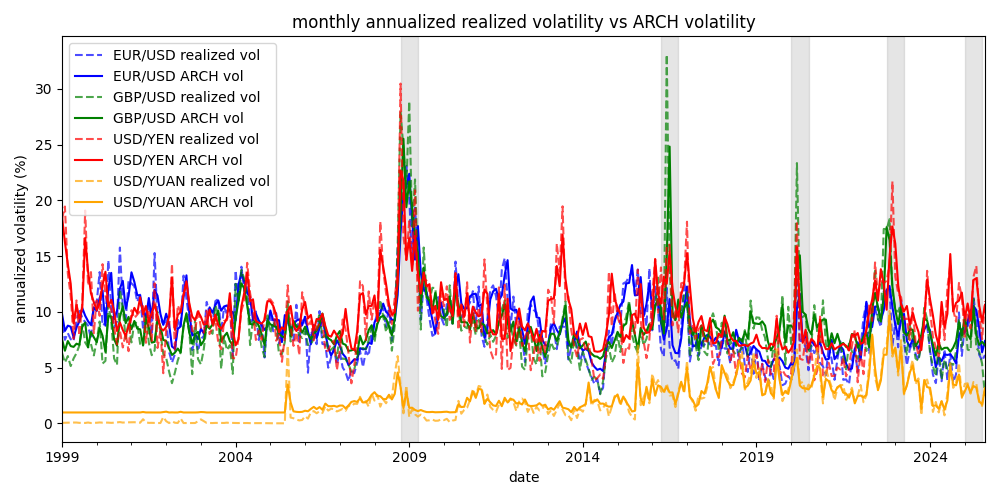 monthly annualized realized volatility vs ARCH volatility
annualized volatility (%)
30
25
20
15
10
5
0
EUR/USD realized vol
EUR/USD ARCH vol
GBP/USD realized vol
GBP/USD ARCH vol
USD/YEN realized vol
USD/YEN ARCH vol
USD/YUAN realized vol
USD/YUAN ARCH vol
1999 2004 2009 2014 2019 2024
date